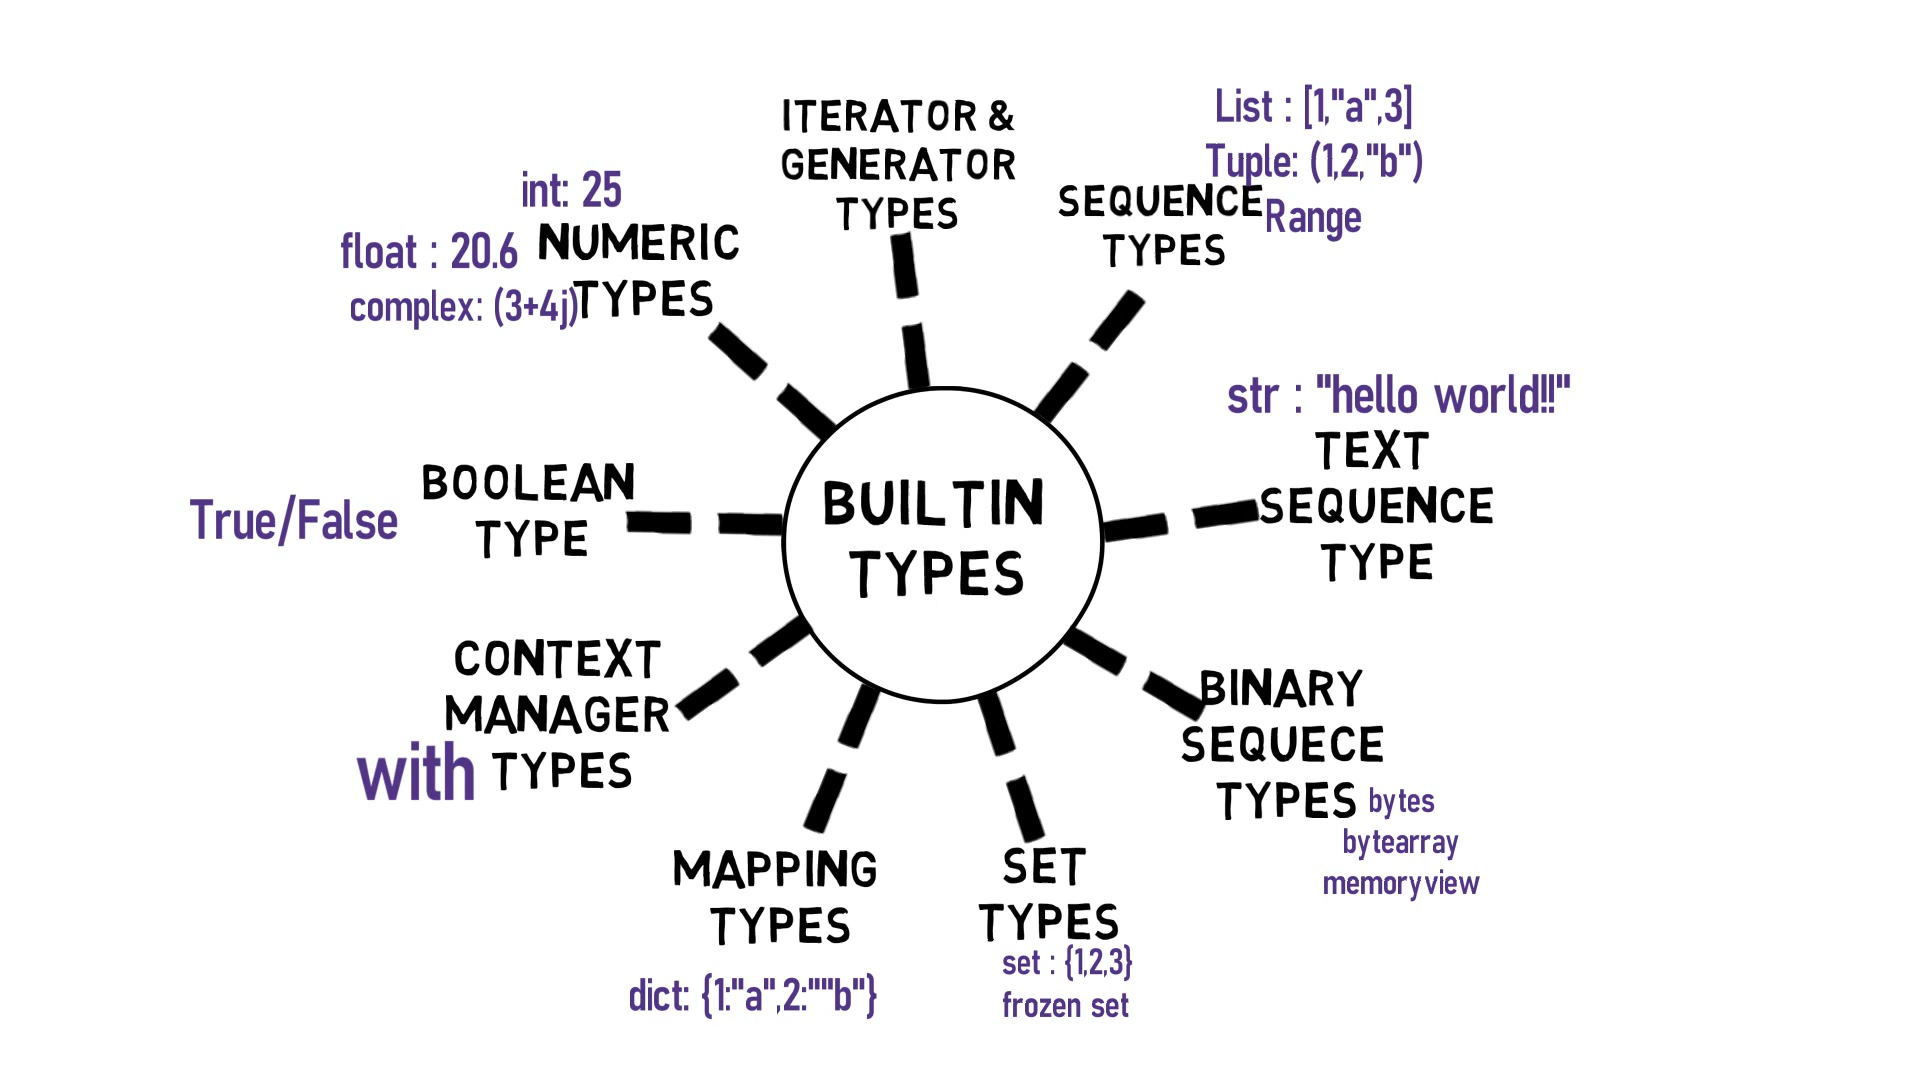 ITERATOR &
GENERATOR
TYPES
List : [1,"a",3]
Tuple: (1,2,"b")
Range
SEQUENCE
TYPES
int: 25
float : 20.6
complex: (3+4j)
NUMERIC
TYPES
str : "hello world!!"
TEXT
SEQUENCE
TYPE
True/False
BOOLEAN
TYPE
BUILTIN
TYPES
CONTEXT
MANAGER
TYPES
with
BINARY
SEQUECE
TYPES
bytes
bytearray
memoryview
MAPPING
TYPES
dict: {1:"a",2:""b"}
SET
TYPES
set : {1,2,3}
frozen set